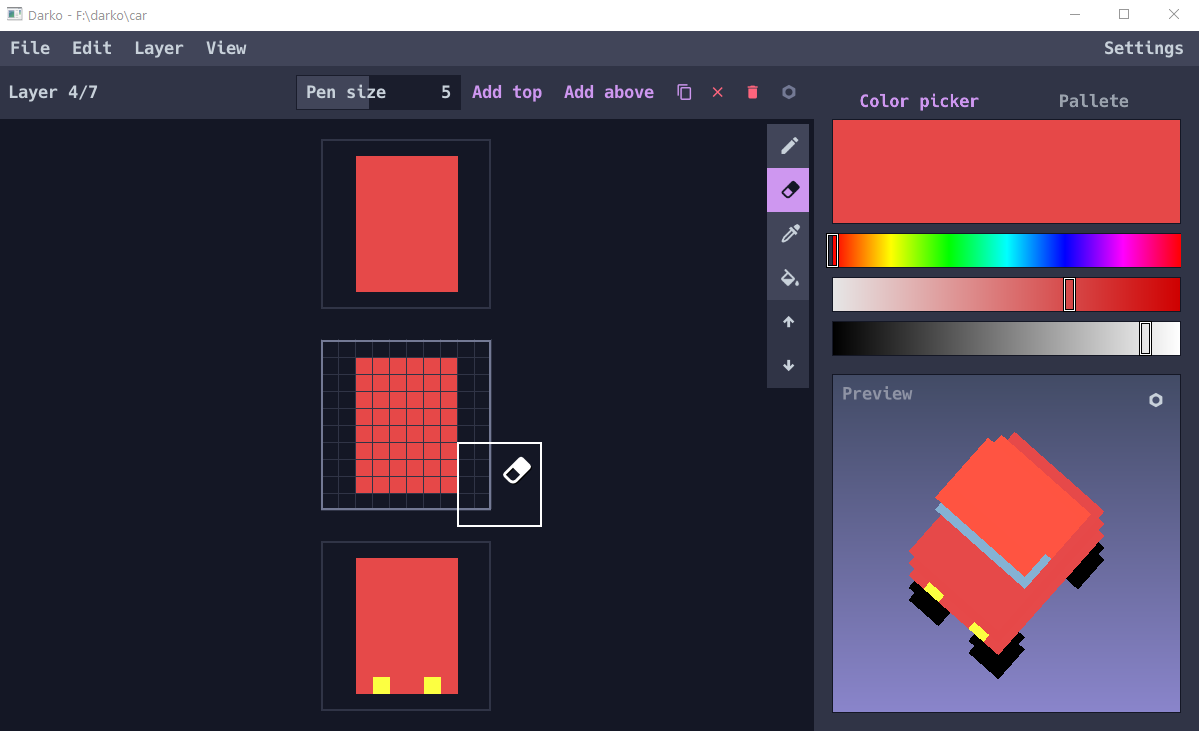 Darko - F:\darko\car
File Edit Layer View Settings
Layer 4/7 Pen size 5 Add top Add above
Color picker Pallete
Preview